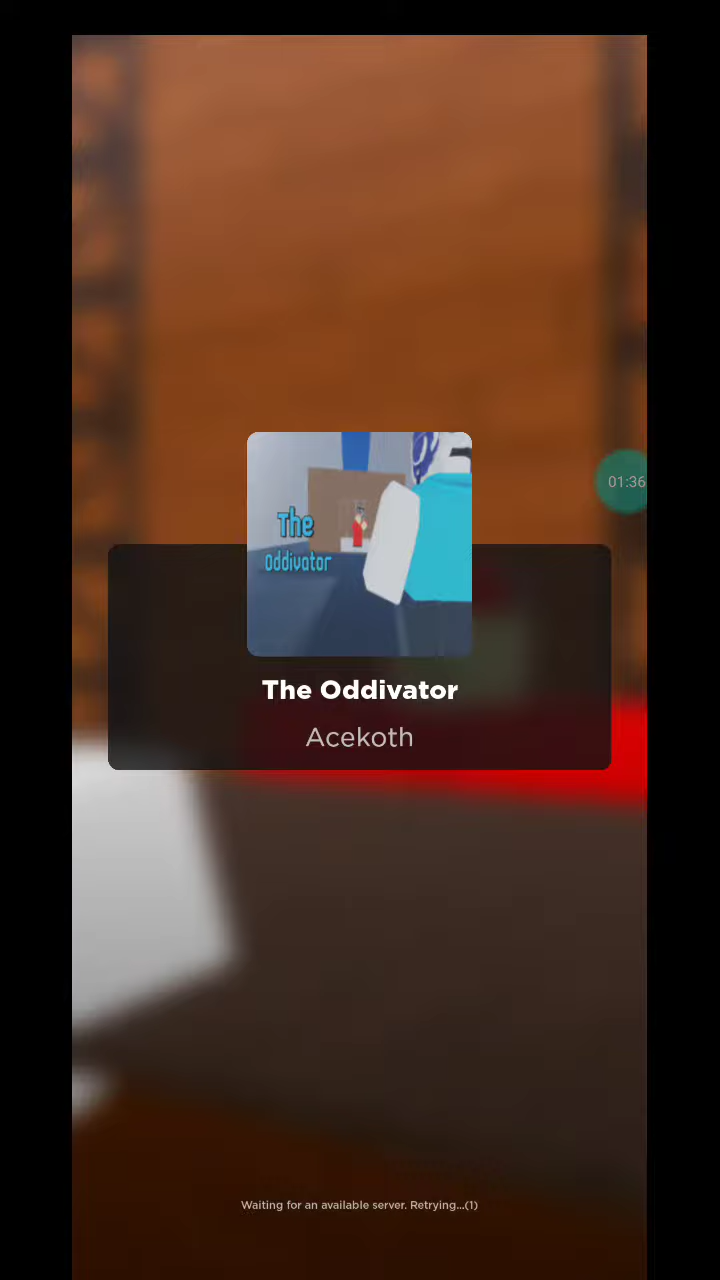 01:36
The
Oddivator
The Oddivator
Acekoth
Waiting for an available server. Retrying...(1)